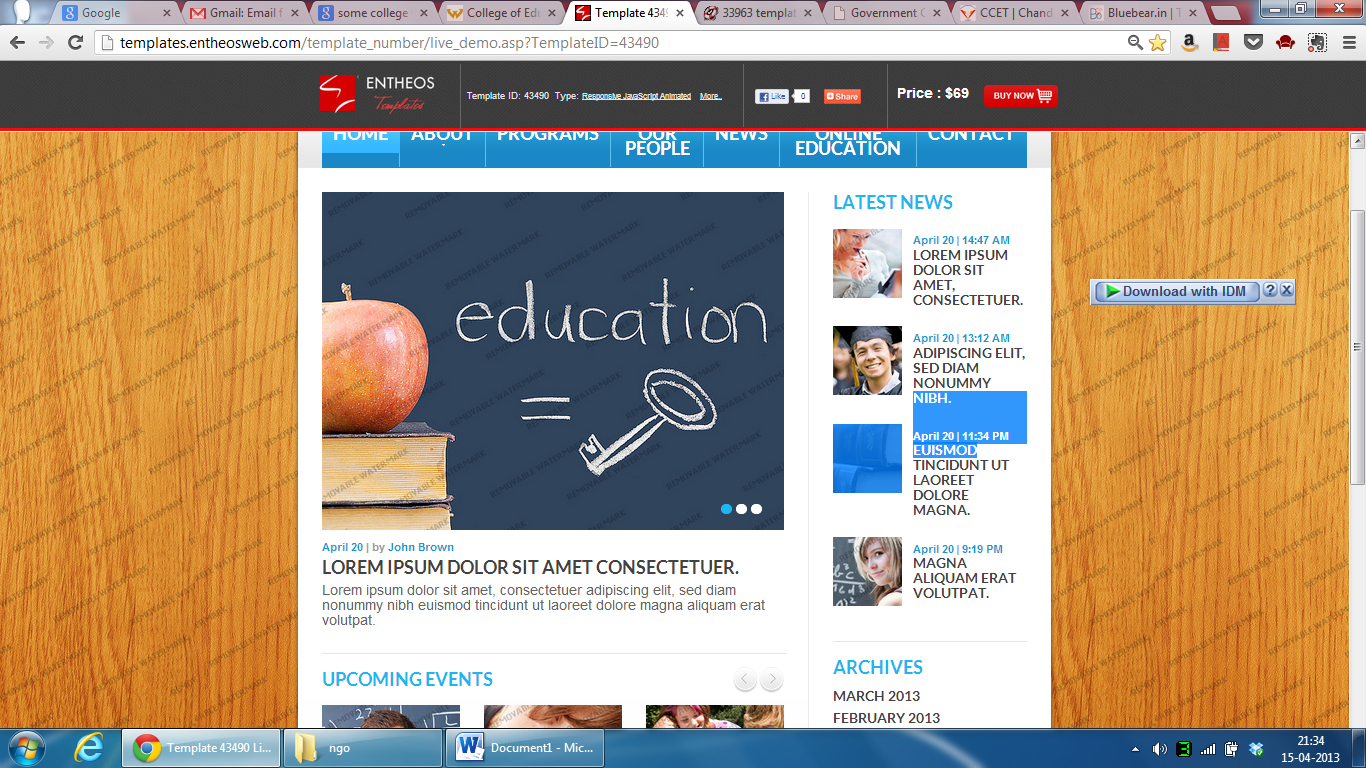 Google
Gmail: Email f
some college
College of Edu
Template 4349
33963 templat
Government C
CCET | Chand
Bluebear.in | T
templates.entheosweb.com/template_number/live_demo.asp?TemplateID=43490
ENTHEOS
Templates
Template ID: 43490 Type: Responsive JavaScript Animated More..
Like 0
Share
Price : $69
BUY NOW
HOME
ABOUT
PROGRAMS
OUR
PEOPLE
NEWS
ONLINE
EDUCATION
CONTACT
education
=
REMOVABLE WATERMARK
April 20 | by John Brown
LOREM IPSUM DOLOR SIT AMET CONSECTETUER.
Lorem ipsum dolor sit amet, consectetuer adipiscing elit, sed diam
nonummy nibh euismod tincidunt ut laoreet dolore magna aliquam erat
volutpat.
UPCOMING EVENTS
LATEST NEWS
April 20 | 14:47 AM
LOREM IPSUM
DOLOR SIT
AMET,
CONSECTETUER.
April 20 | 13:12 AM
ADIPISCING ELIT,
SED DIAM
NONUMMY
NIBH.
April 20 | 11:34 PM
EUISMOD
TINCIDUNT UT
LAOREET
DOLORE
MAGNA.
April 20 | 9:19 PM
MAGNA
ALIQUAM ERAT
VOLUTPAT.
ARCHIVES
MARCH 2013
FEBRUARY 2013
Download with IDM ? X
Template 43490 Li...
ngo
Document1 - Mic...
21:34
15-04-2013